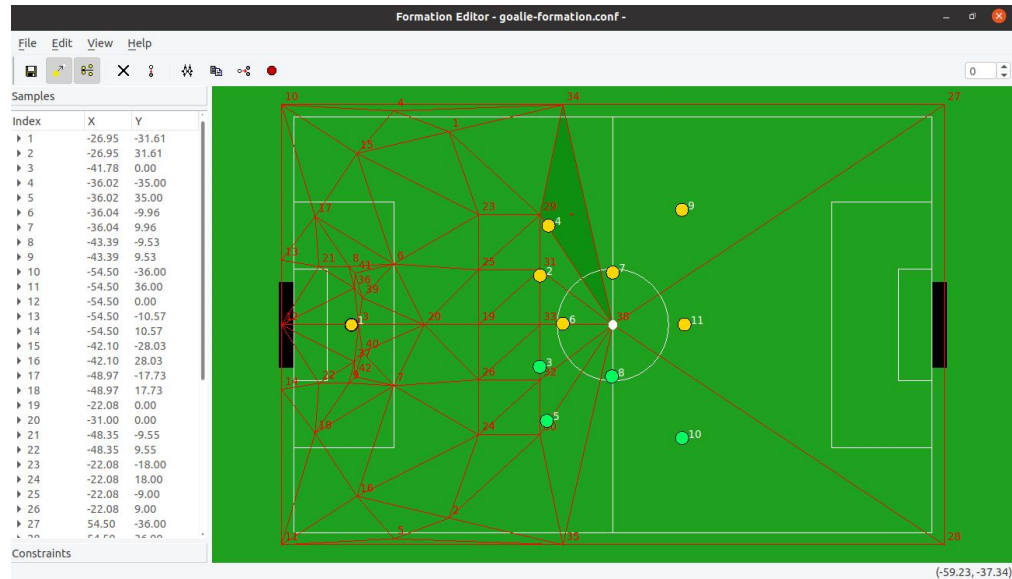 Formation Editor - goalie-formation.conf -
File Edit View Help
0
Samples
Index X Y
1 -26.95 -31.61
2 -26.95 31.61
3 -41.78 0.00
4 -36.02 -35.00
5 -36.02 35.00
6 -36.04 -9.96
7 -36.04 9.96
8 -43.39 -9.53
9 -43.39 9.53
10 -54.50 -36.00
11 -54.50 36.00
12 -54.50 0.00
13 -54.50 -10.57
14 -54.50 10.57
15 -42.10 -28.03
16 -42.10 28.03
17 -48.97 -17.73
18 -48.97 17.73
19 -22.08 0.00
20 -31.00 0.00
21 -48.35 -9.55
22 -48.35 9.55
23 -22.08 -18.00
24 -22.08 18.00
25 -22.08 -9.00
26 -22.08 9.00
27 54.50 -36.00
Constraints
10 4 34 27
1
15
23 29 9
17 4
13 21 8 41 6 25 31
2 7
36
39
12 1 3 20 19 33 6 38 11
40
37 3
14 22 9 42 7 26 32 8
18 24 5 30 10
16
2
11 5 35 28
(-59.23, -37.34)